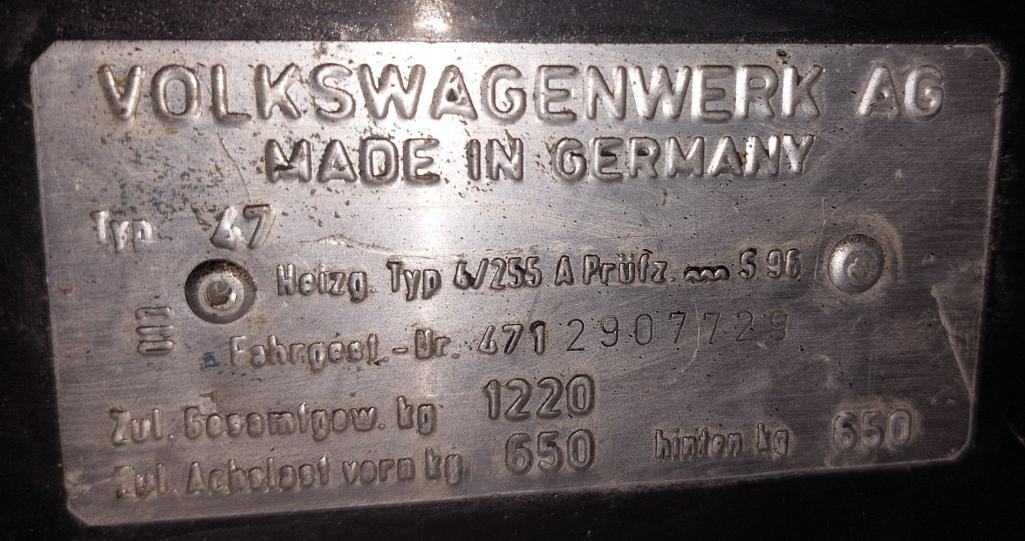 VOLKSWAGENWERK AG
MADE IN GERMANY
Typ 47
Heizg. Typ 4/255 A Prüfz. ~~~ S 96
Fahrgest.-Nr. 471 2907729
Zul. Gesamtgew. kg 1220
Zul. Achslast vorn kg 650 hinten kg 650